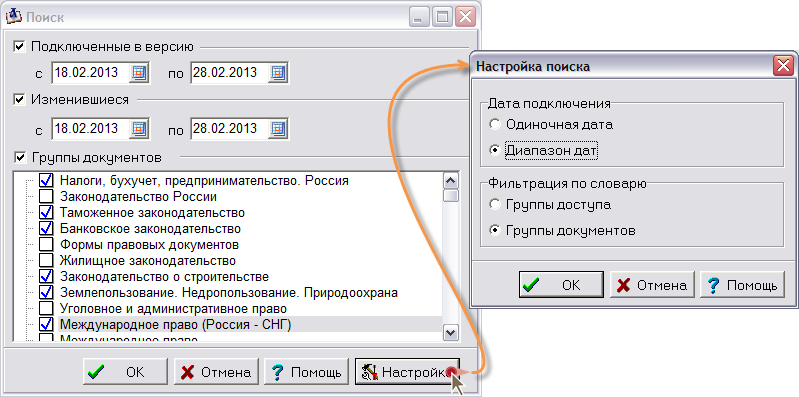 Поиск
Подключенные в версию
с 18.02.2013 по 28.02.2013
Изменившиеся
с 18.02.2013 по 28.02.2013
Группы документов
Налоги, бухучет, предпринимательство. Россия
Законодательство России
Таможенное законодательство
Банковское законодательство
Формы правовых документов
Жилищное законодательство
Законодательство о строительстве
Землепользование. Недропользование. Природоохрана
Уголовное и административное право
Международное право (Россия - СНГ)
Международное право
OK Отмена Помощь Настройк
Настройка поиска
Дата подключения
Одиночная дата
Диапазон дат
Фильтрация по словарю
Группы доступа
Группы документов
OK Отмена Помощь